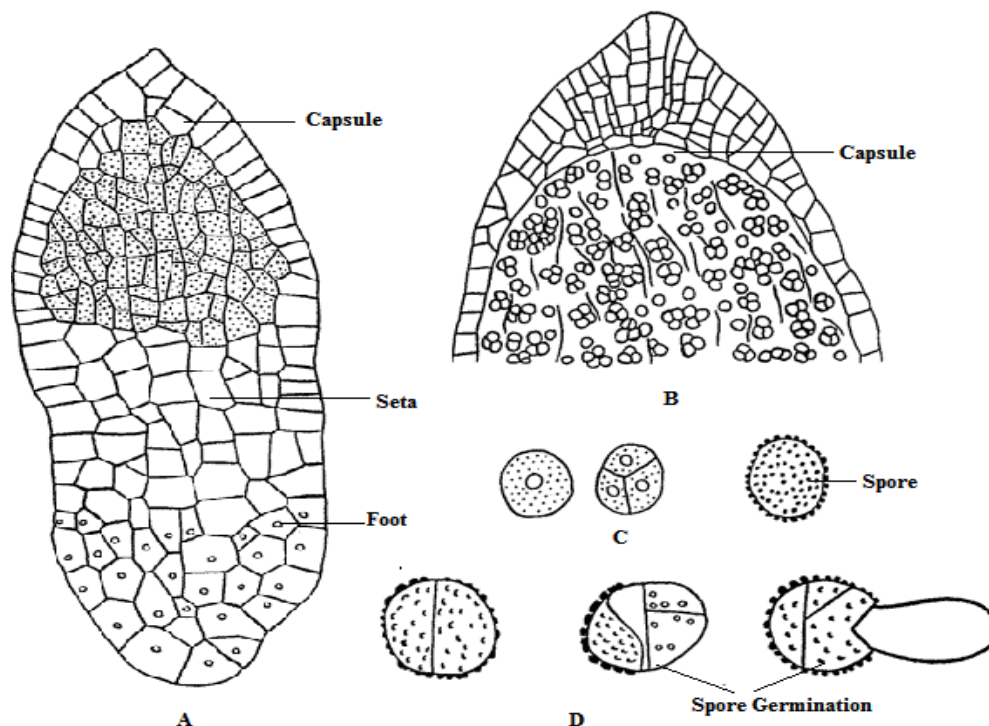 Capsule
Capsule
Seta
B
Spore
Foot
C
Spore Germination
A
D